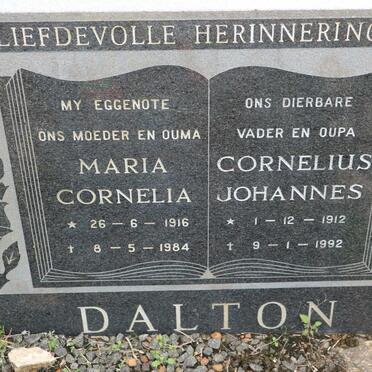 LIEFDEVOLLE HERINNERING
MY EGGENOTE
ONS MOEDER EN OUMA
MARIA
CORNELIA
* 26-6-1916
† 8-5-1984
ONS DIERBARE
VADER EN OUPA
CORNELIUS
JOHANNES
* 1-12-1912
† 9-1-1992
DALTON